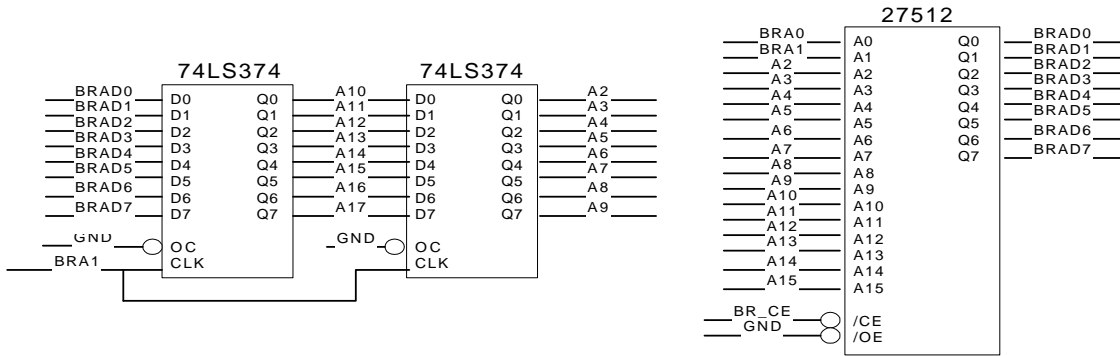 74LS374
BRAD0
BRAD1
BRAD2
BRAD3
BRAD4
BRAD5
BRAD6
BRAD7
GND
BRA1
D0
D1
D2
D3
D4
D5
D6
D7
OC
CLK
Q0
Q1
Q2
Q3
Q4
Q5
Q6
Q7
A10
A11
A12
A13
A14
A15
A16
A17
GND
74LS374
D0
D1
D2
D3
D4
D5
D6
D7
OC
CLK
Q0
Q1
Q2
Q3
Q4
Q5
Q6
Q7
A2
A3
A4
A5
A6
A7
A8
A9
27512
BRA0
BRA1
A2
A3
A4
A5
A6
A7
A8
A9
A10
A11
A12
A13
A14
A15
BR_CE
GND
A0
A1
A2
A3
A4
A5
A6
A7
A8
A9
A10
A11
A12
A13
A14
A15
/CE
/OE
Q0
Q1
Q2
Q3
Q4
Q5
Q6
Q7
BRAD0
BRAD1
BRAD2
BRAD3
BRAD4
BRAD5
BRAD6
BRAD7